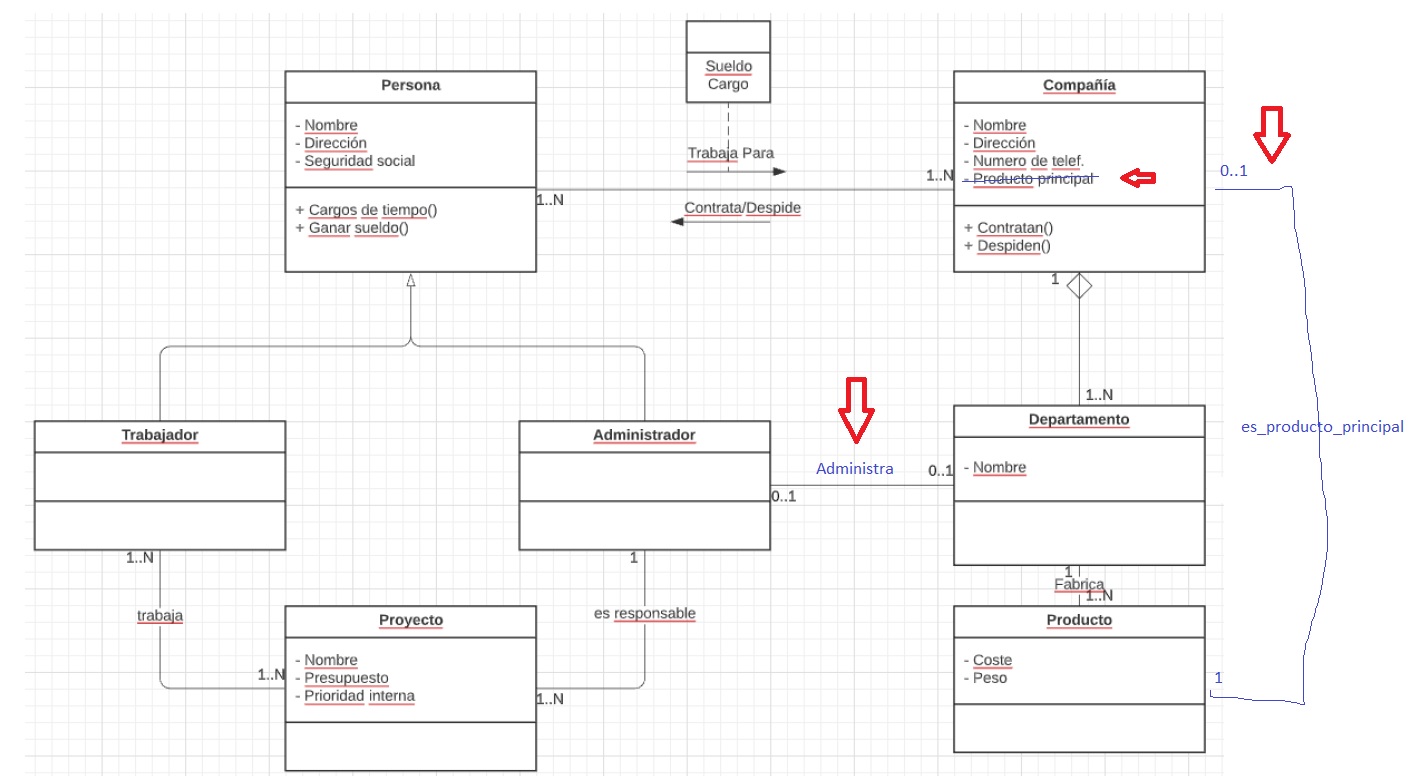 Sueldo
Cargo
Persona
- Nombre
- Dirección
- Seguridad social
+ Cargos de tiempo()
+ Ganar sueldo()
1..N
Trabaja Para
Contrata/Despide
1..N
Compañía
- Nombre
- Dirección
- Numero de telef.
- Producto principal
+ Contratan()
+ Despiden()
0..1
1
1..N
es_producto_principal
Trabajador
Administrador
Administra
0..1
0..1
Departamento
- Nombre
1..N
trabaja
1..N
1
es responsable
1..N
Proyecto
- Nombre
- Presupuesto
- Prioridad interna
1
Fabrica
1..N
Producto
- Coste
- Peso
1